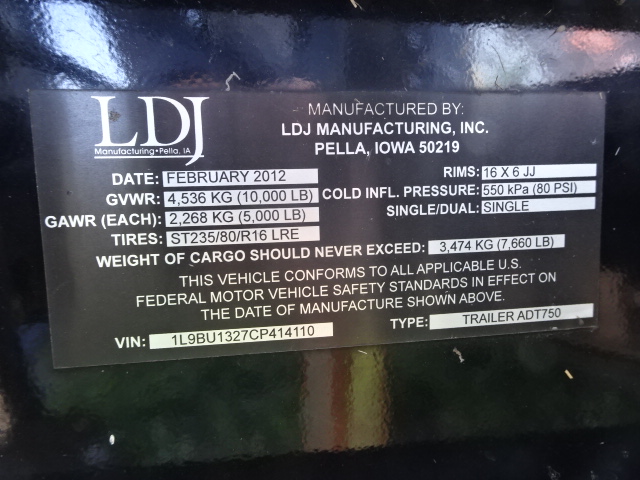 LDJ
Manufacturing • Pella, IA
MANUFACTURED BY:
LDJ MANUFACTURING, INC.
PELLA, IOWA 50219
DATE: FEBRUARY 2012
RIMS: 16 X 6 JJ
GVWR: 4,536 KG (10,000 LB)
COLD INFL. PRESSURE: 550 kPa (80 PSI)
GAWR (EACH): 2,268 KG (5,000 LB)
SINGLE/DUAL: SINGLE
TIRES: ST235/80/R16 LRE
WEIGHT OF CARGO SHOULD NEVER EXCEED: 3,474 KG (7,660 LB)
THIS VEHICLE CONFORMS TO ALL APPLICABLE U.S.
FEDERAL MOTOR VEHICLE SAFETY STANDARDS IN EFFECT ON
THE DATE OF MANUFACTURE SHOWN ABOVE.
VIN: 1L9BU1327CP414110
TYPE: TRAILER ADT750